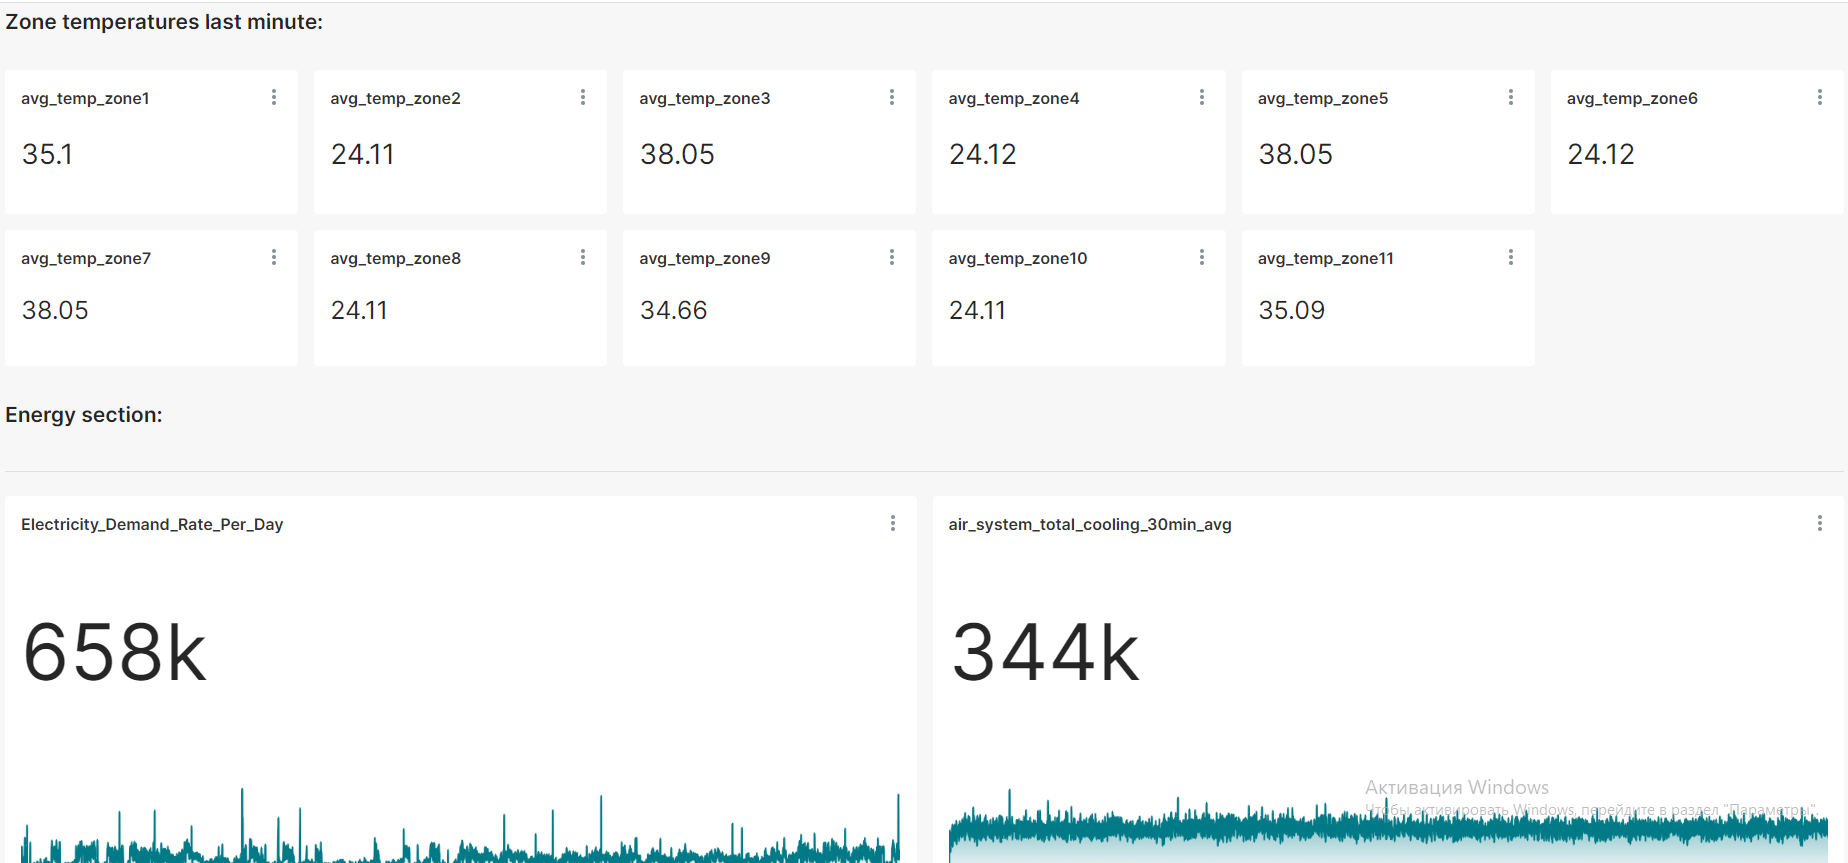 Zone temperatures last minute:
avg_temp_zone1
35.1
avg_temp_zone2
24.11
avg_temp_zone3
38.05
avg_temp_zone4
24.12
avg_temp_zone5
38.05
avg_temp_zone6
24.12
avg_temp_zone7
38.05
avg_temp_zone8
24.11
avg_temp_zone9
34.66
avg_temp_zone10
24.11
avg_temp_zone11
35.09
Energy section:
Electricity_Demand_Rate_Per_Day
658k
air_system_total_cooling_30min_avg
344k
Активация Windows
Чтобы активировать Windows, перейдите в раздел "Параметры".